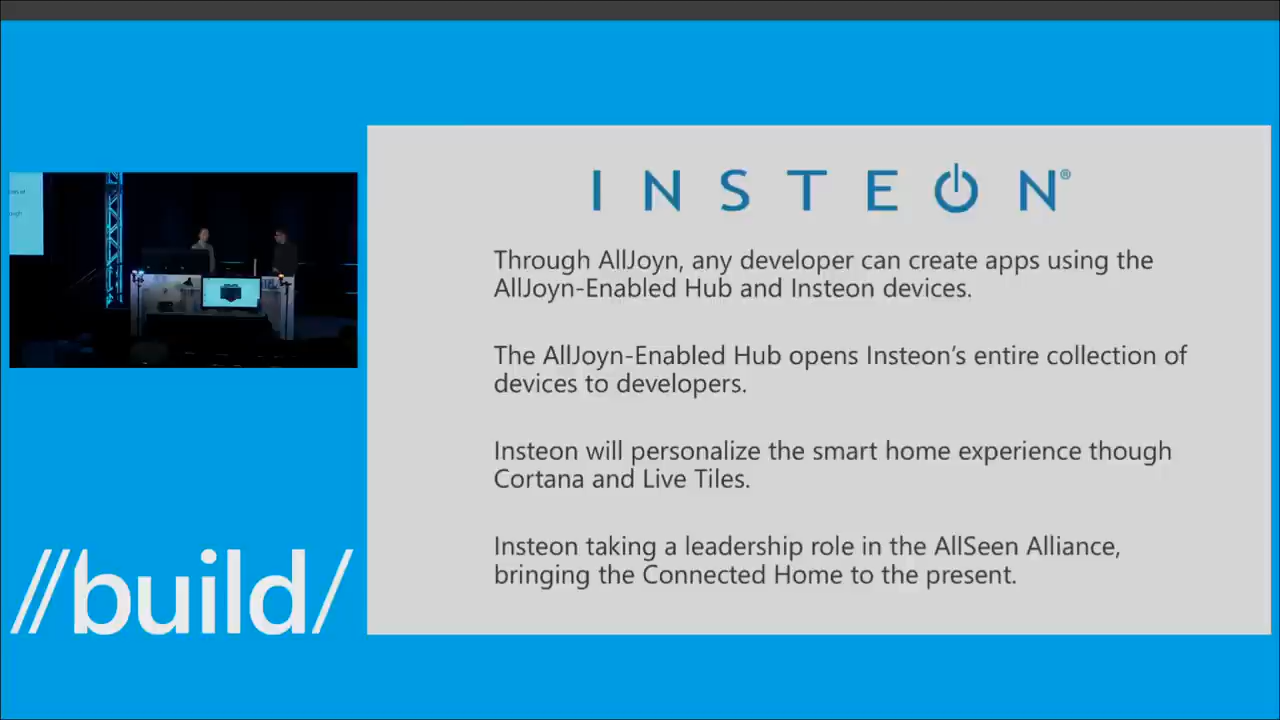 INSTEON®
Through AllJoyn, any developer can create apps using the
AllJoyn-Enabled Hub and Insteon devices.
The AllJoyn-Enabled Hub opens Insteon’s entire collection of
devices to developers.
Insteon will personalize the smart home experience though
Cortana and Live Tiles.
Insteon taking a leadership role in the AllSeen Alliance,
bringing the Connected Home to the present.
//build/